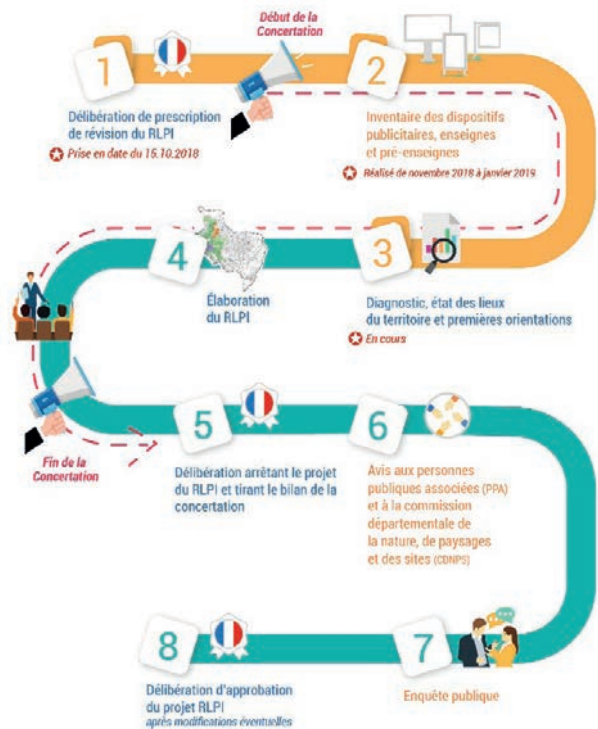 Début de la
Concertation
1
2
Délibération de prescription
de révision du RLPI
Prise en date du 15.10.2018
Inventaire des dispositifs
publicitaires, enseignes
et pré-enseignes
Réalisé de novembre 2018 à janvier 2019
4
3
Élaboration
du RLPI
Diagnostic, état des lieux
du territoire et premières orientations
En cours
5
6
Fin de la
Concertation
Délibération arrêtant le projet
du RLPI et tirant le bilan de la
concertation
Avis aux personnes
publiques associées (PPA)
et à la commission
départementale de
la nature, de paysages
et des sites (CDNPS)
8
7
Délibération d'approbation
du projet RLPI
après modifications éventuelles
Enquête publique